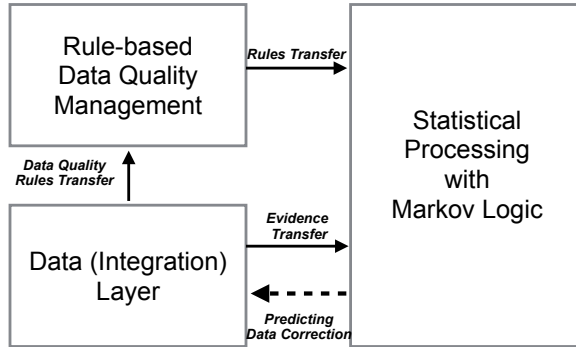 Rule-based
Data Quality
Management
Rules Transfer
Statistical
Processing
with
Markov Logic
Data Quality
Rules Transfer
Data (Integration)
Layer
Evidence
Transfer
Predicting
Data Correction